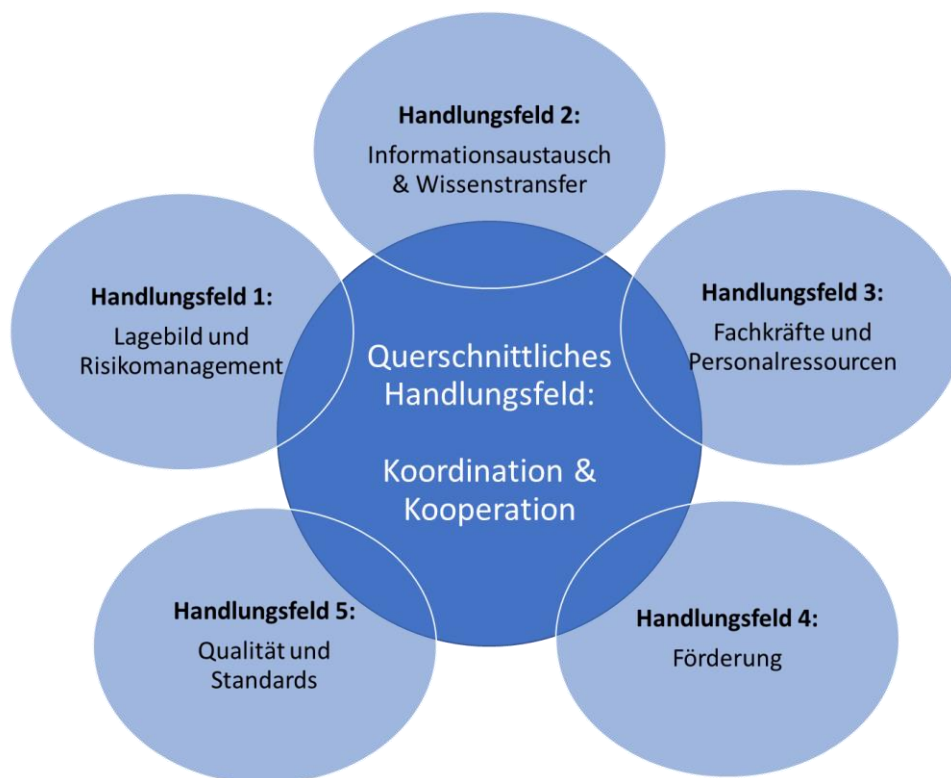 Handlungsfeld 2:
Informationsaustausch
& Wissenstransfer
Handlungsfeld 1:
Lagebild und
Risikomanagement
Handlungsfeld 3:
Fachkräfte und
Personalressourcen
Querschnittliches
Handlungsfeld:
Koordination &
Kooperation
Handlungsfeld 5:
Qualität und
Standards
Handlungsfeld 4:
Förderung